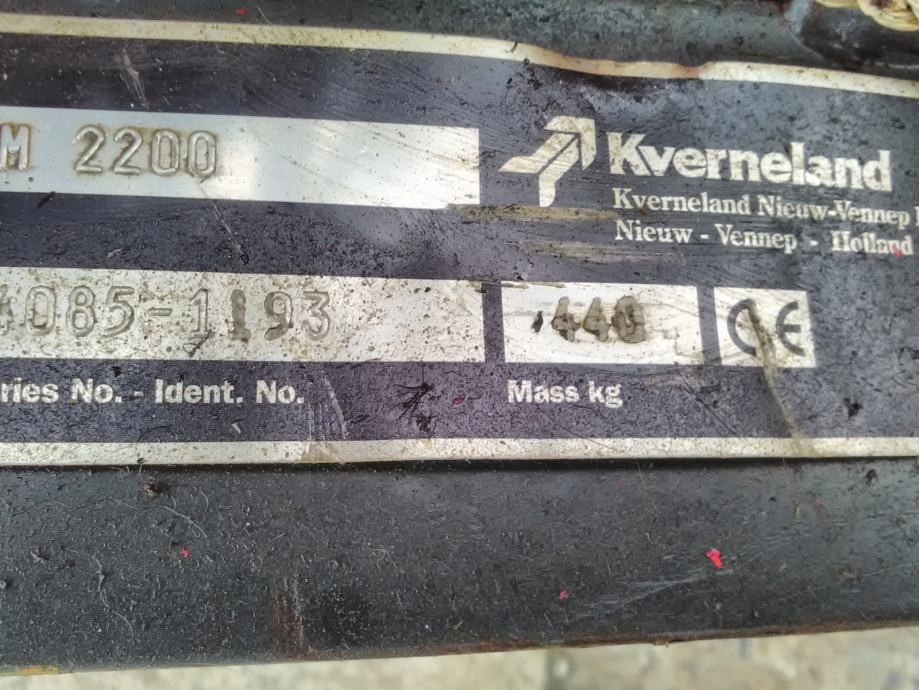 M 2200
Kverneland
Kverneland Nieuw-Vennep
Nieuw - Vennep - Holland
4085-1193
440
CE
ries No. - Ident. No.
Mass kg